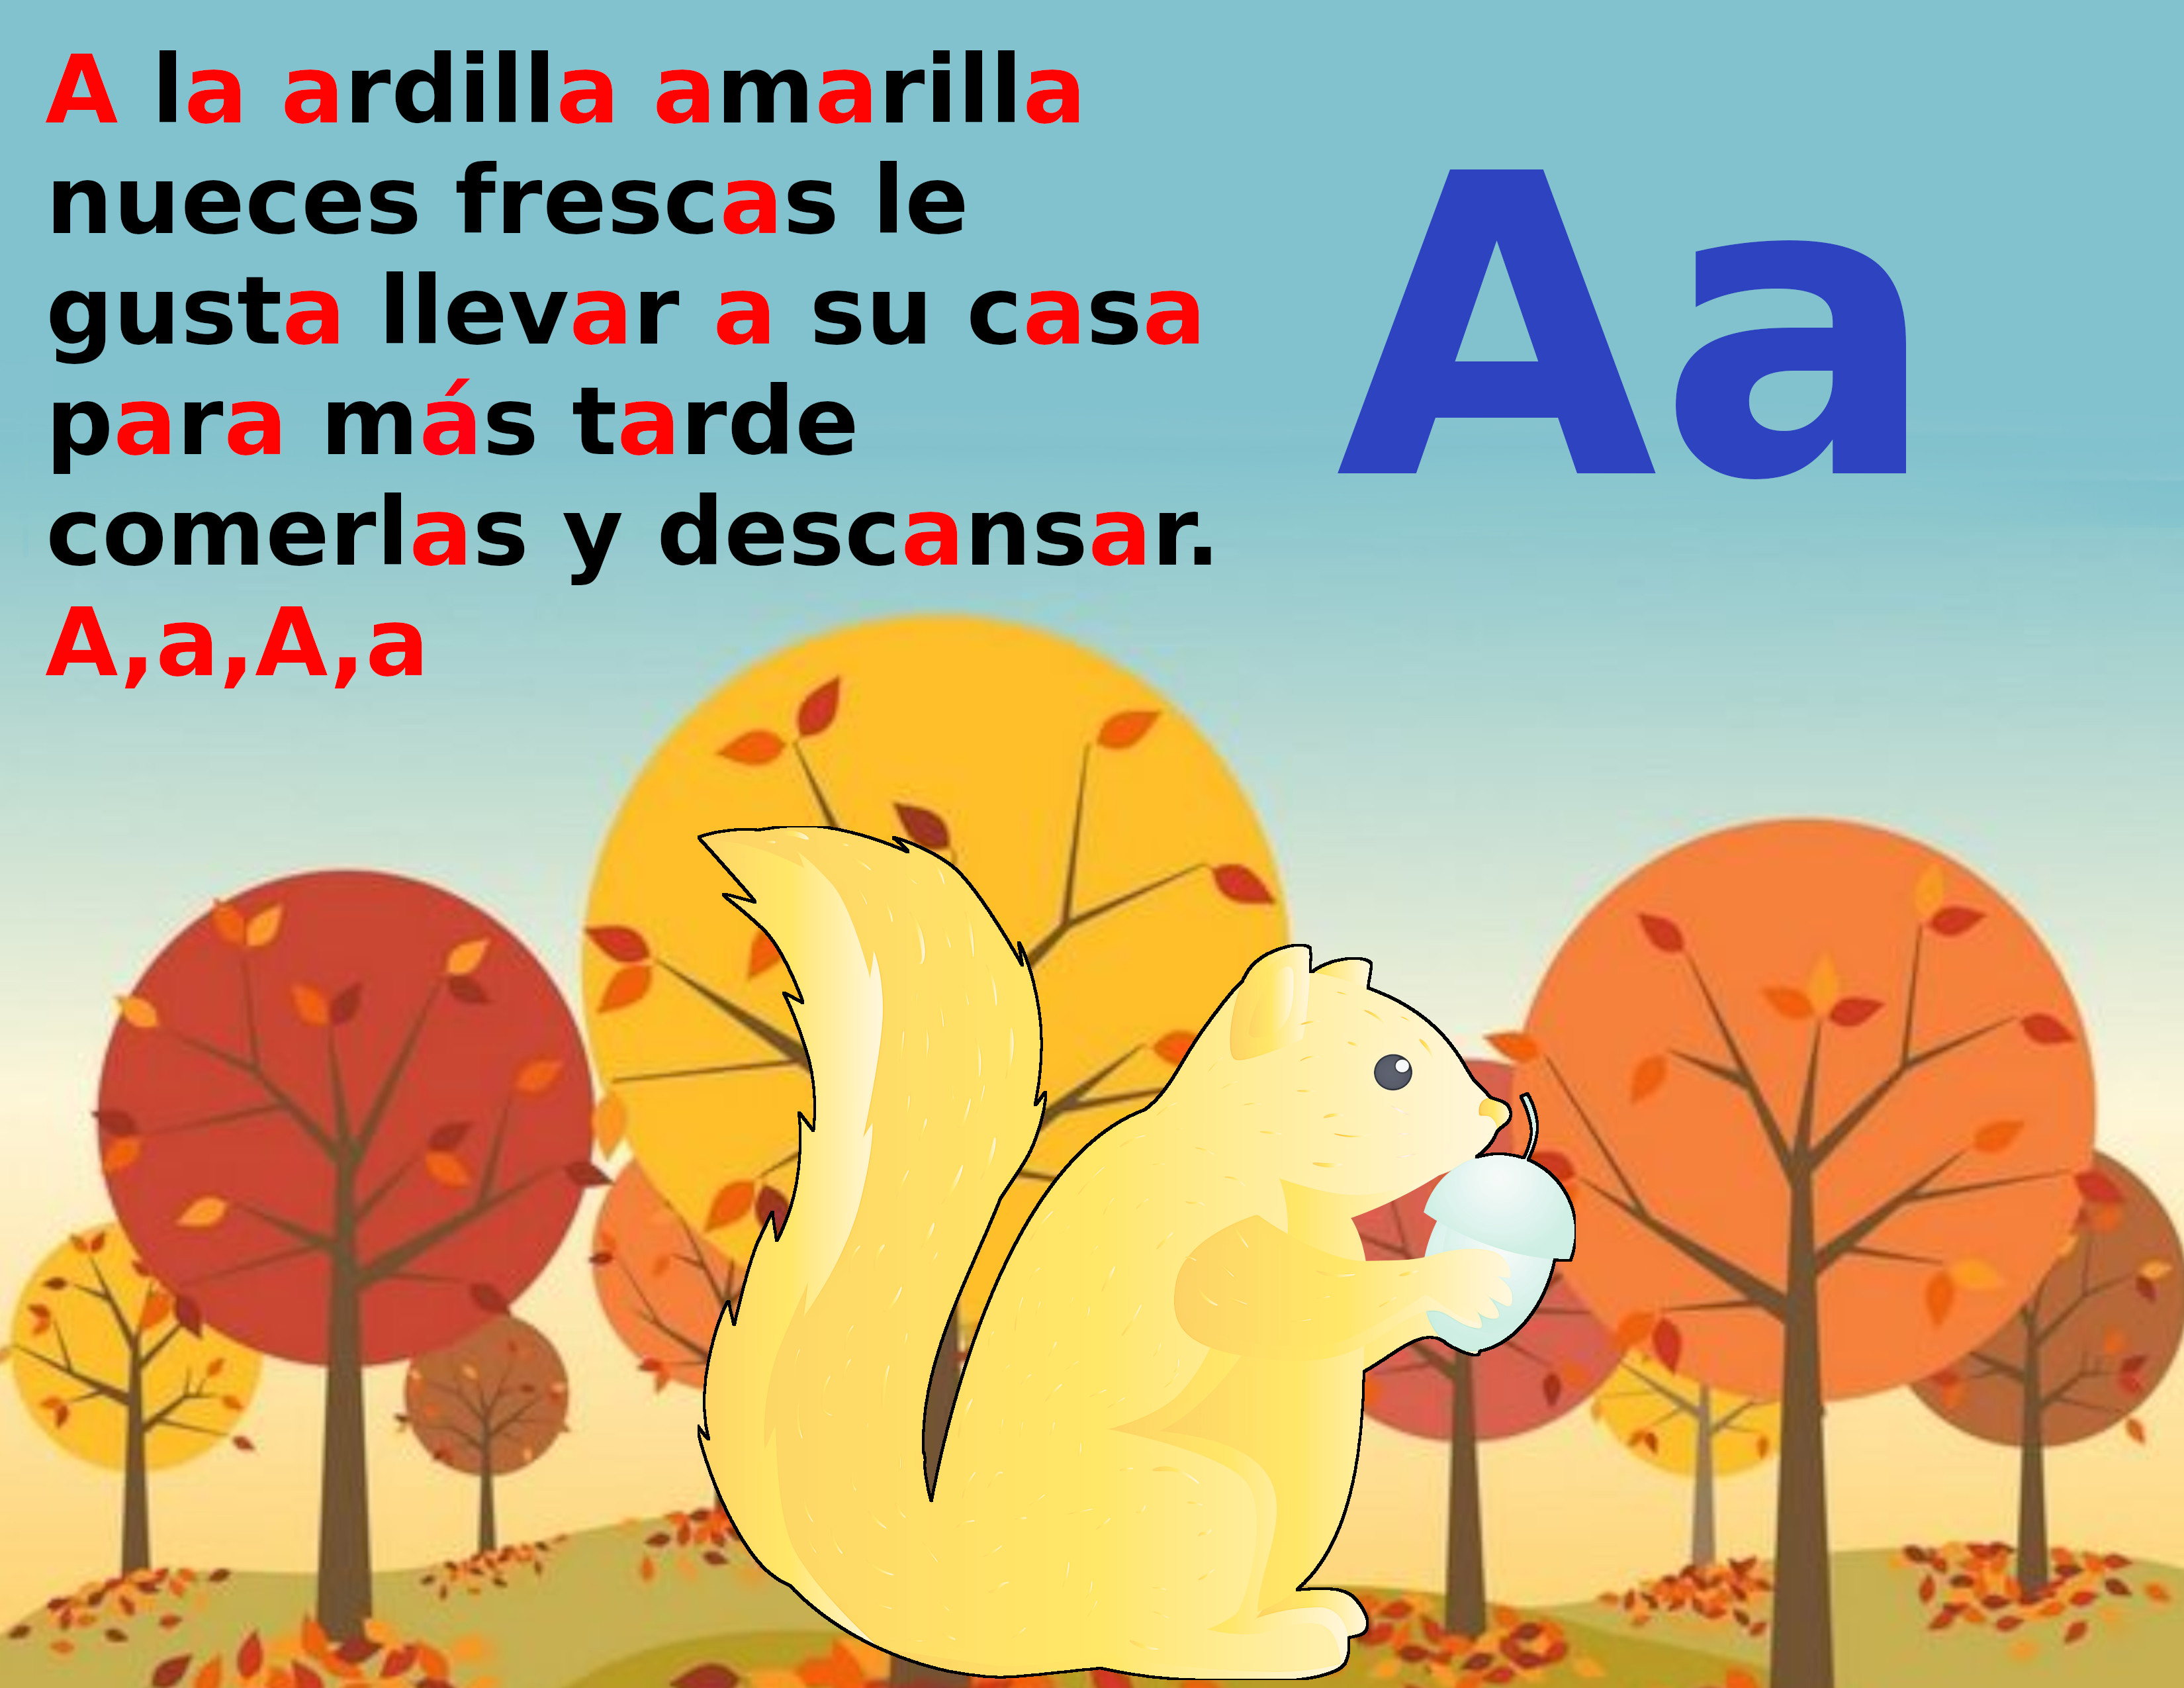 A la ardilla amarilla
nueces frescas le
gusta llevar a su casa
para más tarde
comerlas y descansar.
A,a,A,a
Aa